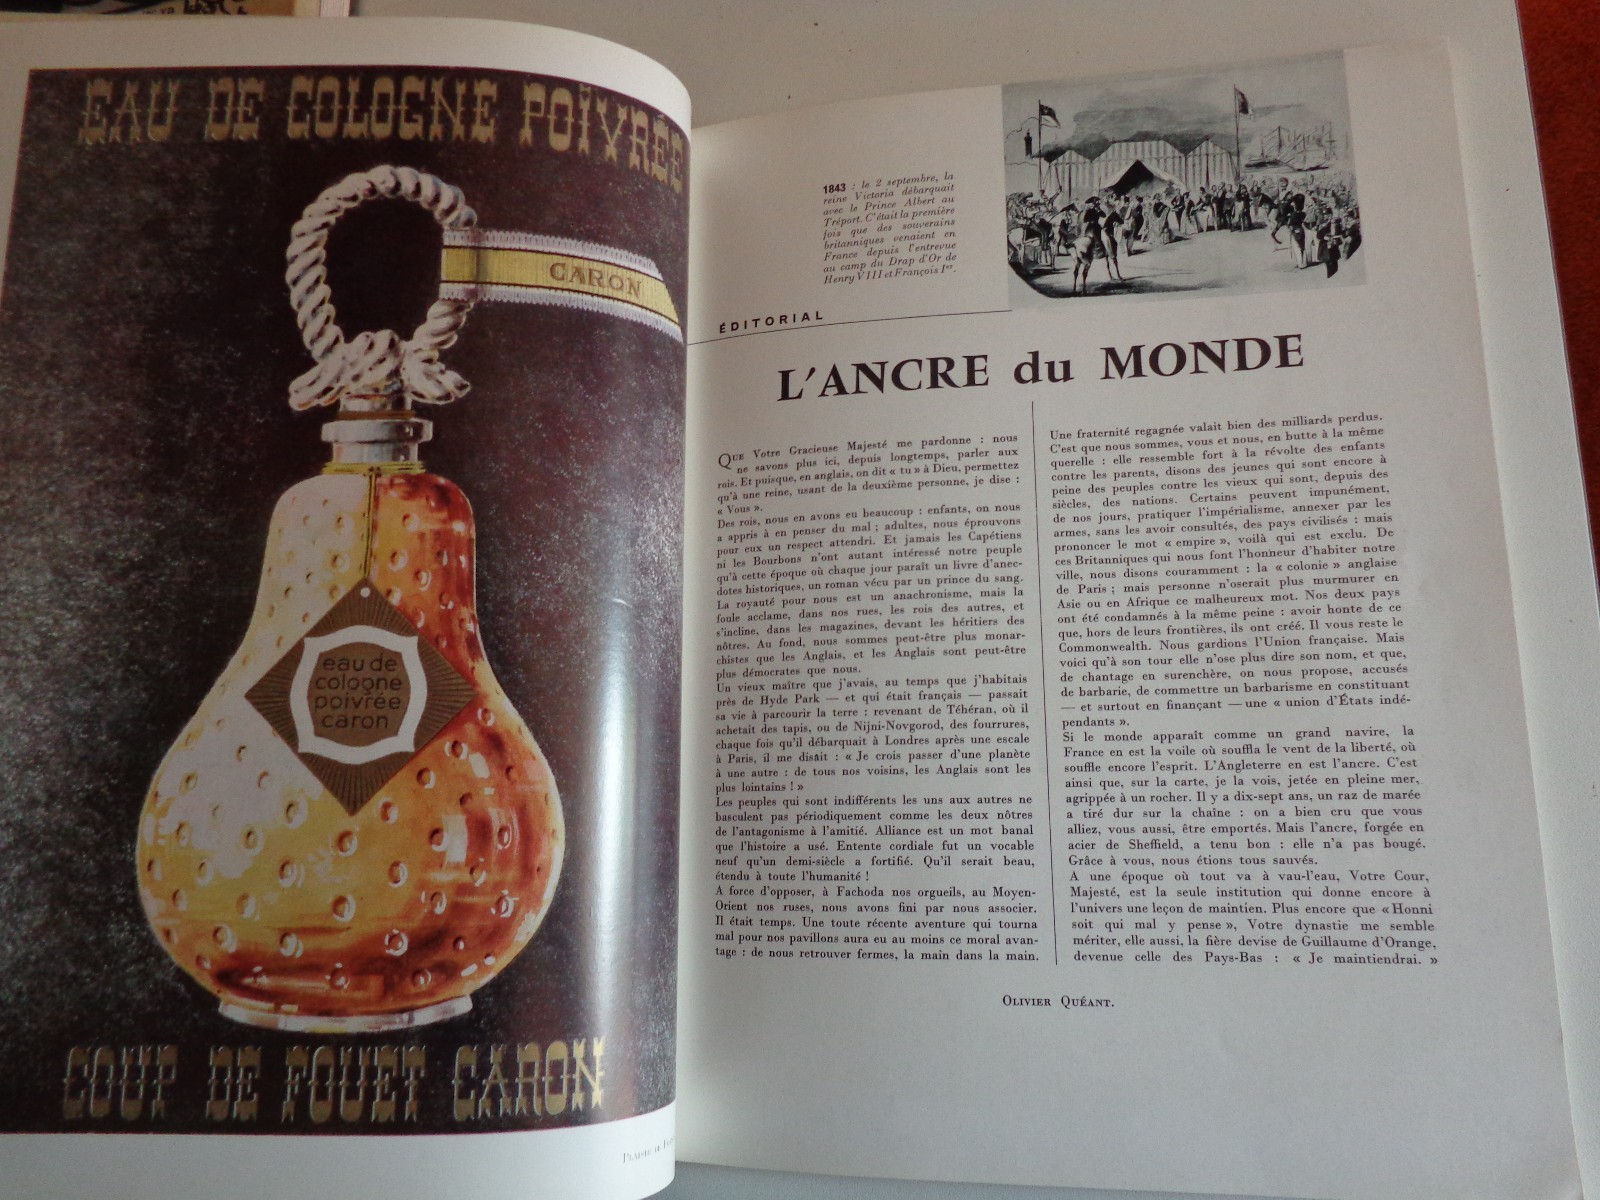 EAU DE COLOGNE POÏVRÉE
CARON
eau de
cologne
poivrée
caron
COUP DE FOUET CARON
PLAISIR DE
1843 : le 2 septembre, la
reine Victoria débarquait
avec le Prince Albert au
Tréport. C'était la première
fois que des souverains
britanniques venaient en
France depuis l'entrevue
au camp du Drap d'Or de
Henry VIII et François Ier.
ÉDITORIAL
L'ANCRE du MONDE
QUE Votre Gracieuse Majesté me pardonne : nous
ne savons plus ici, depuis longtemps, parler aux
rois. Et puisque, en anglais, on dit « tu » à Dieu, permettez
qu'à une reine, usant de la deuxième personne, je dise :
« Vous ».
Des rois, nous en avons eu beaucoup : enfants, on nous
a appris à en penser du mal ; adultes, nous éprouvons
pour eux un respect attendri. Et jamais les Capétiens
ni les Bourbons n'ont autant intéressé notre peuple
qu'à cette époque où chaque jour paraît un livre d'anec-
dotes historiques, un roman vécu par un prince du sang.
La royauté pour nous est un anachronisme, mais la
foule acclame, dans nos rues, les rois des autres, et
s'incline, dans les magazines, devant les héritiers des
nôtres. Au fond, nous sommes peut-être plus monar-
chistes que les Anglais, et les Anglais sont peut-être
plus démocrates que nous.
Un vieux maître que j'avais, au temps que j'habitais
près de Hyde Park — et qui était français — passait
sa vie à parcourir la terre : revenant de Téhéran, où il
achetait des tapis, ou de Nijni-Novgorod, des fourrures,
chaque fois qu'il débarquait à Londres après une escale
à Paris, il me disait : « Je crois passer d'une planète
à une autre : de tous nos voisins, les Anglais sont les
plus lointains ! »
Les peuples qui sont indifférents les uns aux autres ne
basculent pas périodiquement comme les deux nôtres
de l'antagonisme à l'amitié. Alliance est un mot banal
que l'histoire a usé. Entente cordiale fut un vocable
neuf qu'un demi-siècle a fortifié. Qu'il serait beau,
étendu à toute l'humanité !
A force d'opposer, à Fachoda nos orgueils, au Moyen-
Orient nos ruses, nous avons fini par nous associer.
Il était temps. Une toute récente aventure qui tourna
mal pour nos pavillons aura eu au moins ce moral avan-
tage : de nous retrouver fermes, la main dans la main.
Une fraternité regagnée valait bien des milliards perdus.
C'est que nous sommes, vous et nous, en butte à la même
querelle : elle ressemble fort à la révolte des enfants
contre les parents, disons des jeunes qui sont encore à
peine des peuples contre les vieux qui sont, depuis des
siècles, des nations. Certains peuvent impunément,
de nos jours, pratiquer l'impérialisme, annexer par les
armes, sans les avoir consultés, des pays civilisés : mais
prononcer le mot « empire », voilà qui est exclu. De
ces Britanniques qui nous font l'honneur d'habiter notre
ville, nous disons couramment : la « colonie » anglaise
de Paris ; mais personne n'oserait plus murmurer en
Asie ou en Afrique ce malheureux mot. Nos deux pays
ont été condamnés à la même peine : avoir honte de ce
que, hors de leurs frontières, ils ont créé. Il vous reste le
Commonwealth. Nous gardions l'Union française. Mais
voici qu'à son tour elle n'ose plus dire son nom, et que,
de chantage en surenchère, on nous propose, accusés
de barbarie, de commettre un barbarisme en constituant
— et surtout en finançant — une « union d'États indé-
pendants ».
Si le monde apparaît comme un grand navire, la
France en est la voile où souffla le vent de la liberté, où
souffle encore l'esprit. L'Angleterre en est l'ancre. C'est
ainsi que, sur la carte, je la vois, jetée en pleine mer,
agrippée à un rocher. Il y a dix-sept ans, un raz de marée
a tiré dur sur la chaîne : on a bien cru que vous
alliez, vous aussi, être emportés. Mais l'ancre, forgée en
acier de Sheffield, a tenu bon : elle n'a pas bougé.
Grâce à vous, nous étions tous sauvés.
A une époque où tout va à vau-l'eau, Votre Cour,
Majesté, est la seule institution qui donne encore à
l'univers une leçon de maintien. Plus encore que « Honni
soit qui mal y pense », Votre dynastie me semble
mériter, elle aussi, la fière devise de Guillaume d'Orange,
devenue celle des Pays-Bas : « Je maintiendrai. »
OLIVIER QUÉANT.